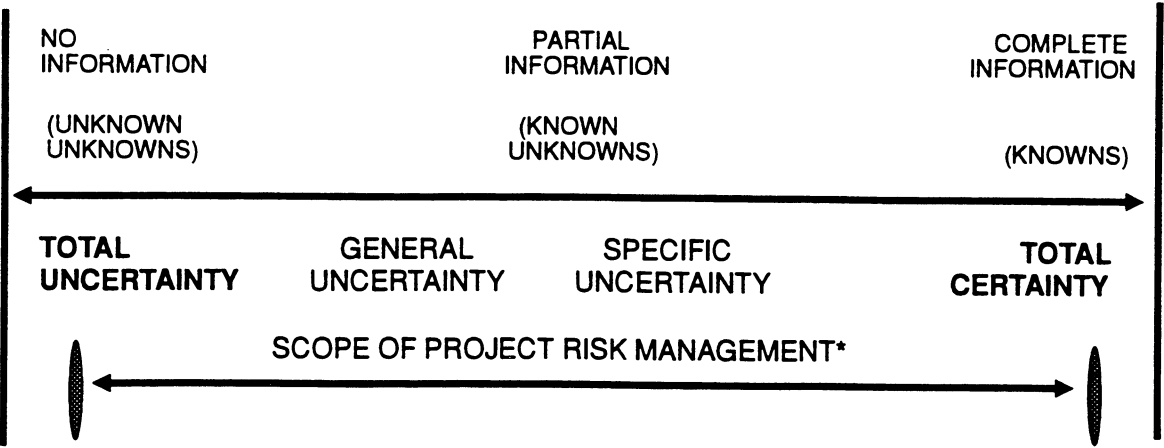 NO
INFORMATION
PARTIAL
INFORMATION
COMPLETE
INFORMATION
(UNKNOWN
UNKNOWNS)
(KNOWN
UNKNOWNS)
(KNOWNS)
TOTAL
UNCERTAINTY
GENERAL
UNCERTAINTY
SPECIFIC
UNCERTAINTY
TOTAL
CERTAINTY
SCOPE OF PROJECT RISK MANAGEMENT*